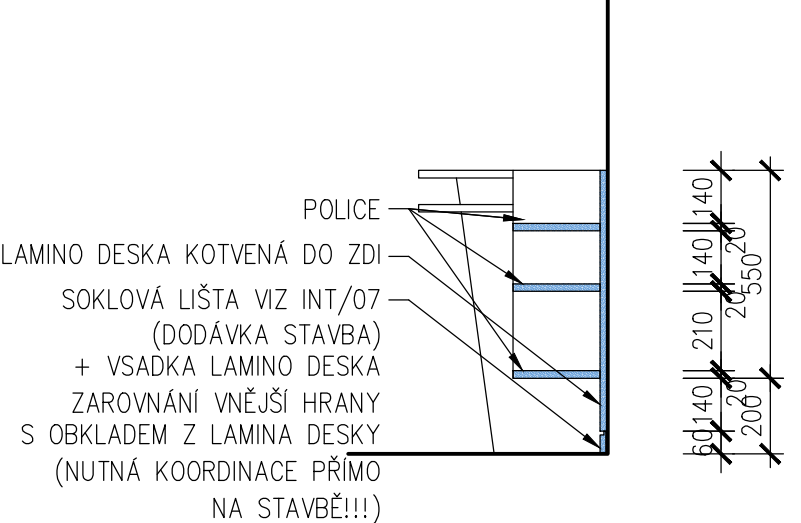 POLICE
LAMINO DESKA KOTVENÁ DO ZDI
SOKLOVÁ LIŠTA VIZ INT/07
(DODÁVKA STAVBA)
+ VSADKA LAMINO DESKA
ZAROVNÁNÍ VNĚJŠÍ HRANY
S OBKLADEM Z LAMINA DESKY
(NUTNÁ KOORDINACE PŘÍMO
NA STAVBĚ!!!)
140
20
140
20
210
20
140
60
550
200